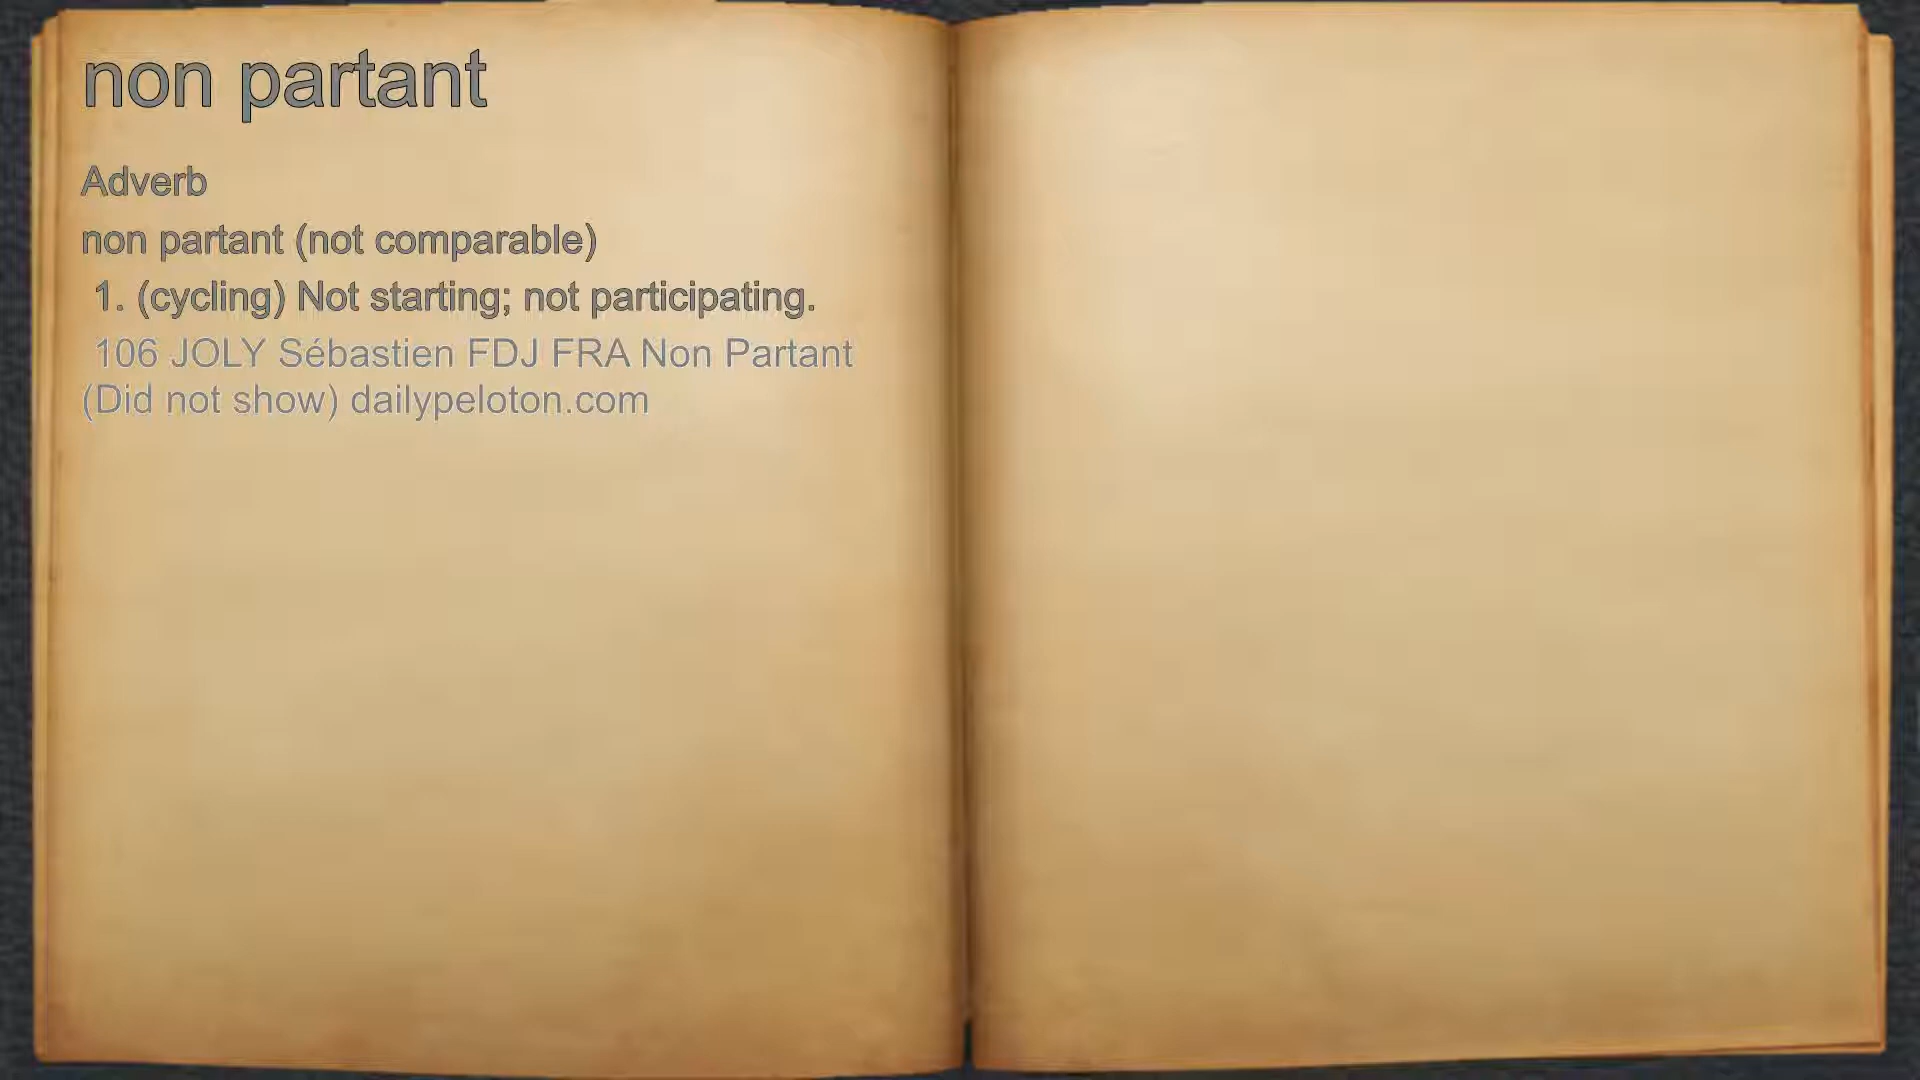 non partant
Adverb
non partant (not comparable)
1. (cycling) Not starting; not participating.
106 JOLY Sébastien FDJ FRA Non Partant
(Did not show) dailypeloton.com